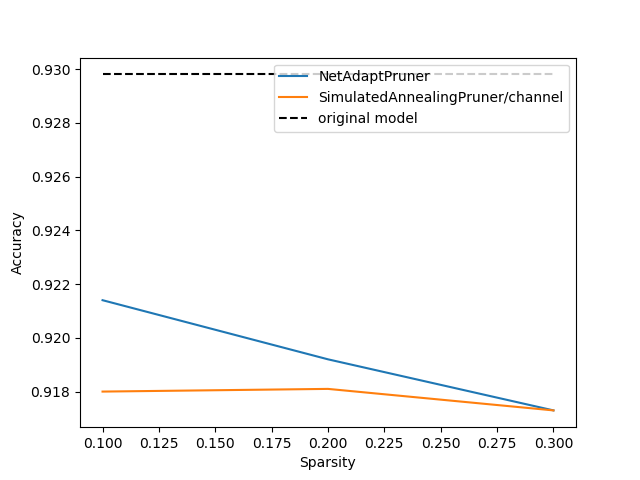 NetAdaptPruner
SimulatedAnnealingPruner/channel
original model
0.930
0.928
0.926
0.924
0.922
0.920
0.918
Accuracy
0.100 0.125 0.150 0.175 0.200 0.225 0.250 0.275 0.300
Sparsity